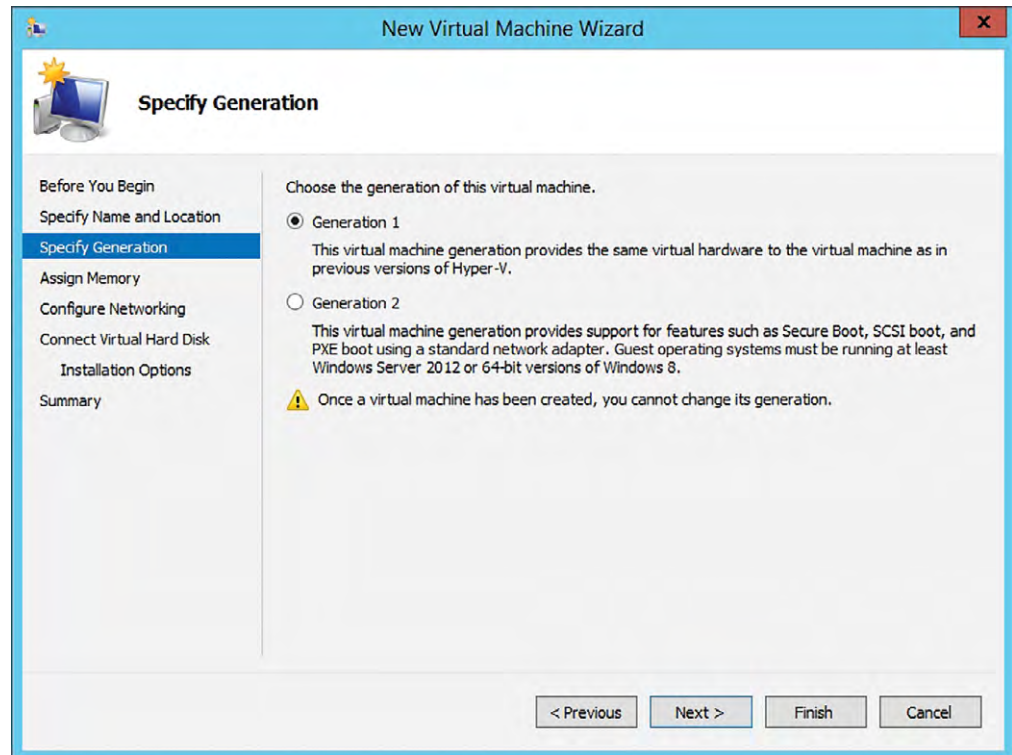 New Virtual Machine Wizard
x
Specify Generation
Before You Begin
Specify Name and Location
Specify Generation
Assign Memory
Configure Networking
Connect Virtual Hard Disk
Installation Options
Summary
Choose the generation of this virtual machine.
Generation 1
This virtual machine generation provides the same virtual hardware to the virtual machine as in
previous versions of Hyper-V.
Generation 2
This virtual machine generation provides support for features such as Secure Boot, SCSI boot, and
PXE boot using a standard network adapter. Guest operating systems must be running at least
Windows Server 2012 or 64-bit versions of Windows 8.
Once a virtual machine has been created, you cannot change its generation.
< Previous
Next >
Finish
Cancel